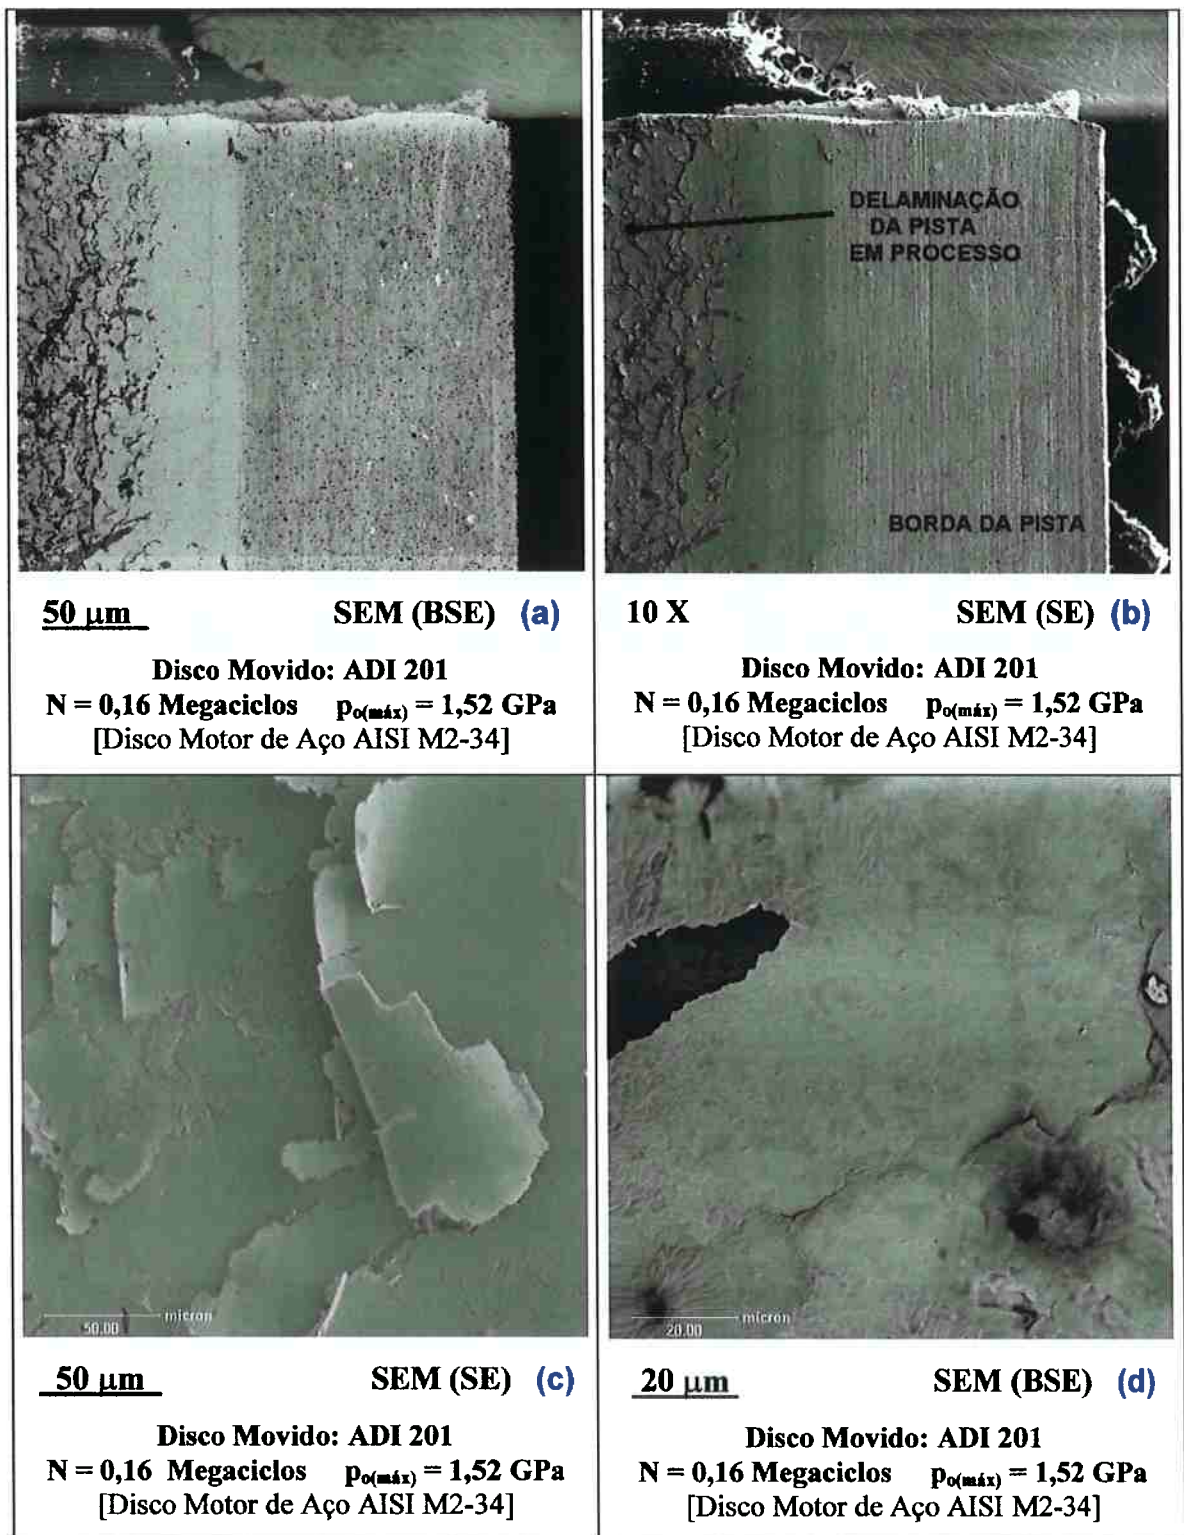 DELAMINAÇÃO
DA PISTA
EM PROCESSO
BORDA DA PISTA
50 μm SEM (BSE) (a)
Disco Movido: ADI 201
N = 0,16 Megaciclos po(máx) = 1,52 GPa
[Disco Motor de Aço AISI M2-34]
10 X SEM (SE) (b)
Disco Movido: ADI 201
N = 0,16 Megaciclos po(máx) = 1,52 GPa
[Disco Motor de Aço AISI M2-34]
micron
50.00
50 μm SEM (SE) (c)
Disco Movido: ADI 201
N = 0,16 Megaciclos po(máx) = 1,52 GPa
[Disco Motor de Aço AISI M2-34]
micron
20.00
20 μm SEM (BSE) (d)
Disco Movido: ADI 201
N = 0,16 Megaciclos po(máx) = 1,52 GPa
[Disco Motor de Aço AISI M2-34]